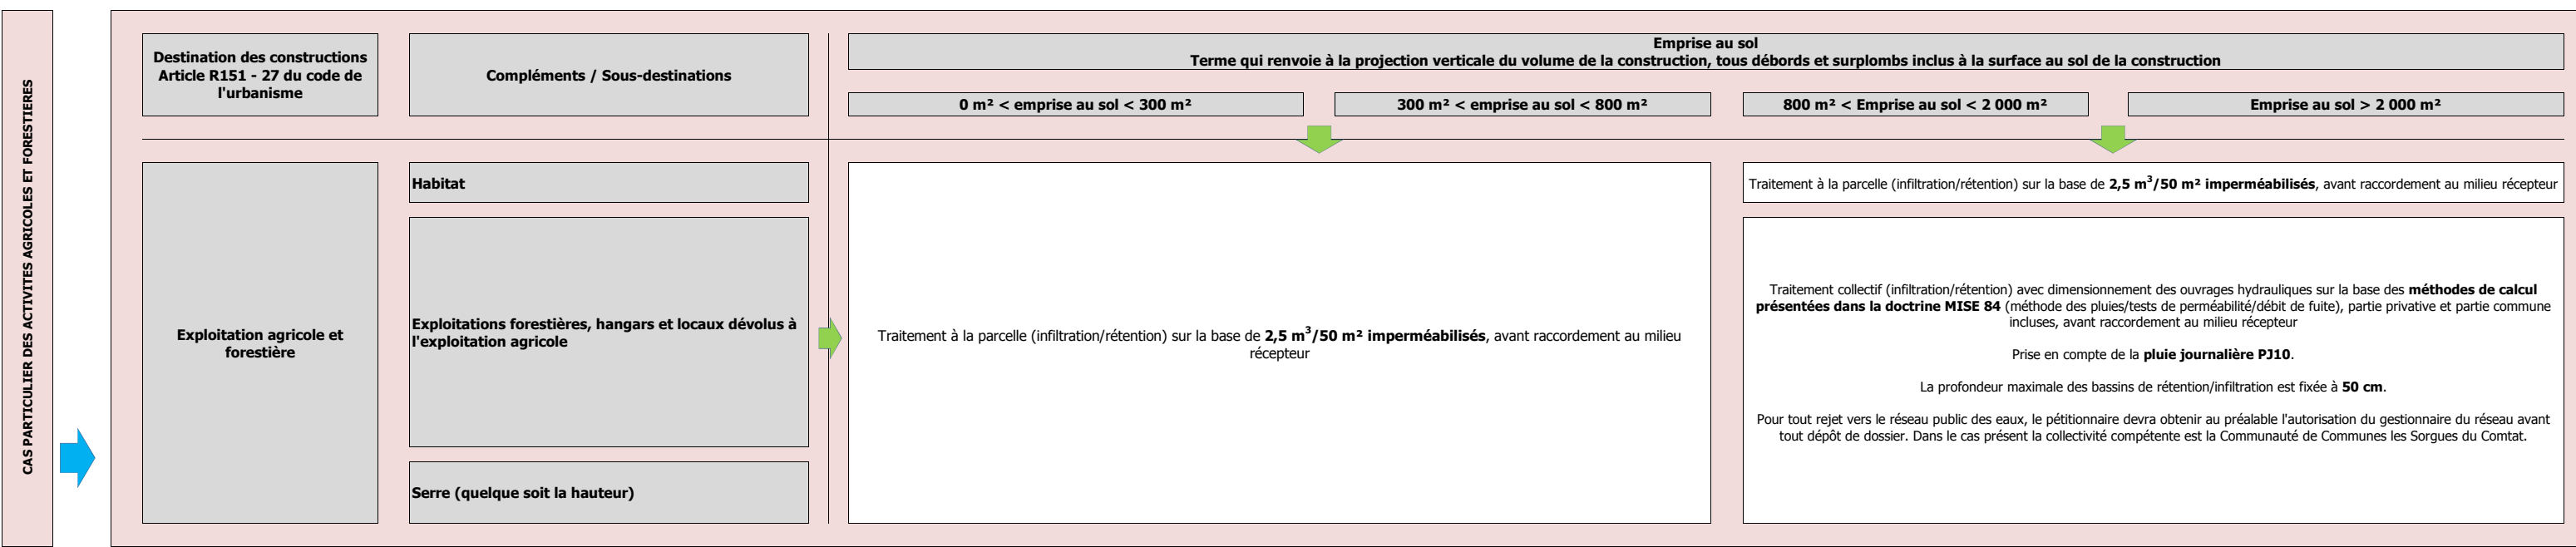 CAS PARTICULIER DES ACTIVITES AGRICOLES ET FORESTIERES
Destination des constructions
Article R151 - 27 du code de
l'urbanisme
Compléments / Sous-destinations
Emprise au sol
Terme qui renvoie à la projection verticale du volume de la construction, tous débords et surplombs inclus à la surface au sol de la construction
0 m² < emprise au sol < 300 m²
300 m² < emprise au sol < 800 m²
800 m² < Emprise au sol < 2 000 m²
Emprise au sol > 2 000 m²
Exploitation agricole et
forestière
Habitat
Exploitations forestières, hangars et locaux dévolus à
l'exploitation agricole
Serre (quelque soit la hauteur)
Traitement à la parcelle (infiltration/rétention) sur la base de 2,5 m³/50 m² imperméabilisés, avant raccordement au milieu
récepteur
Traitement à la parcelle (infiltration/rétention) sur la base de 2,5 m³/50 m² imperméabilisés, avant raccordement au milieu récepteur
Traitement collectif (infiltration/rétention) avec dimensionnement des ouvrages hydrauliques sur la base des méthodes de calcul
présentées dans la doctrine MISE 84 (méthode des pluies/tests de perméabilité/débit de fuite), partie privative et partie commune
incluses, avant raccordement au milieu récepteur
Prise en compte de la pluie journalière PJ10.
La profondeur maximale des bassins de rétention/infiltration est fixée à 50 cm.
Pour tout rejet vers le réseau public des eaux, le pétitionnaire devra obtenir au préalable l'autorisation du gestionnaire du réseau avant
tout dépôt de dossier. Dans le cas présent la collectivité compétente est la Communauté de Communes les Sorgues du Comtat.